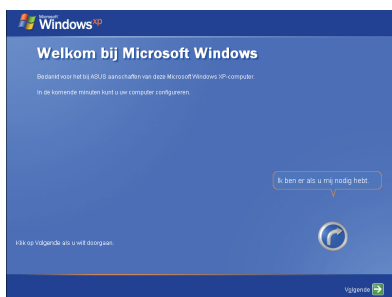 Microsoft
Windows xp
Welkom bij Microsoft Windows
Bedankt voor het bij ASUS aanschaffen van deze Microsoft Windows XP-computer.
In de komende minuten kunt u uw computer configureren.
Ik ben er als u mij nodig hebt.
Klik op Volgende als u wilt doorgaan.
Volgende